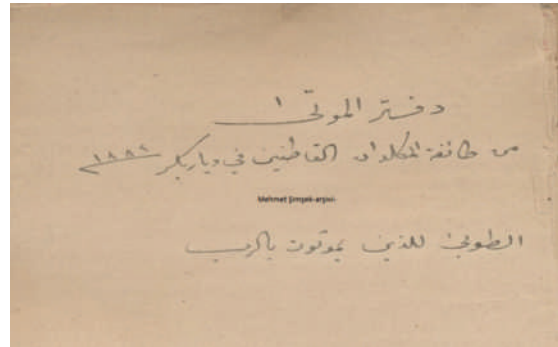 دفتر الموتى ١
من طائفة الكلدان القاطنين في دياربكر
Mehmet Şimşek-arşivi-
الطوبى للذين يموتون بالرب